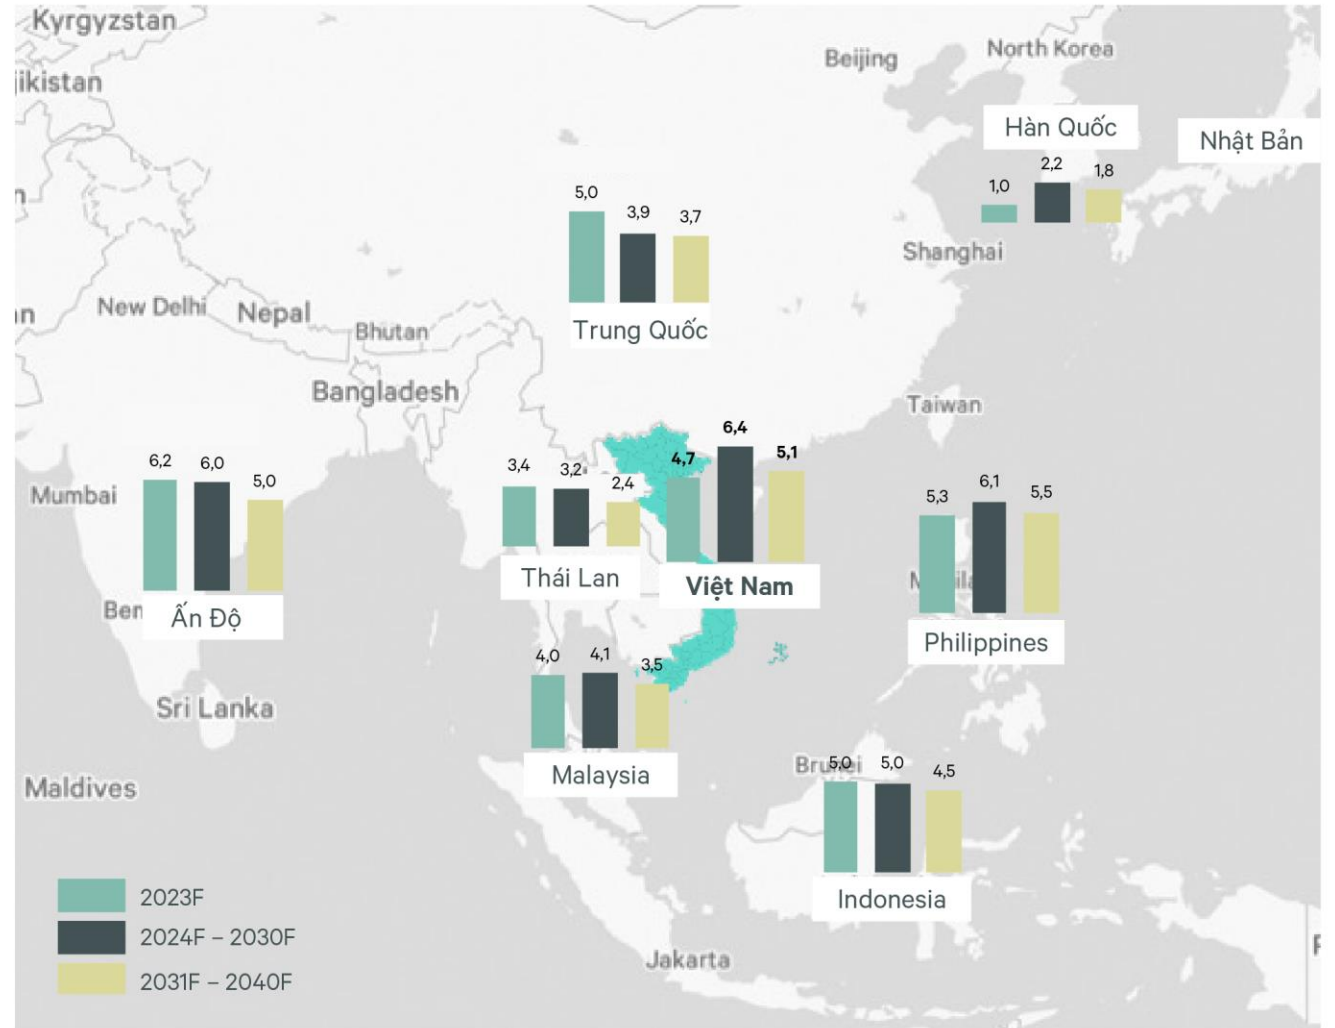 Kyrgyzstan
jikistan
Beijing
North Korea
Hàn Quốc
Nhật Bản
1,0
2,2
1,8
5,0
3,9
3,7
Trung Quốc
Shanghai
New Delhi
Nepal
Bhutan
Bangladesh
Taiwan
Mumbai
6,2
6,0
5,0
Ben
Ấn Độ
3,4
3,2
2,4
Thái Lan
4,7
6,4
5,1
Việt Nam
5,3
6,1
5,5
Philippines
4,0
4,1
3,5
Malaysia
Sri Lanka
Maldives
Brunei
5,0
5,0
4,5
Indonesia
Jakarta
2023F
2024F – 2030F
2031F – 2040F